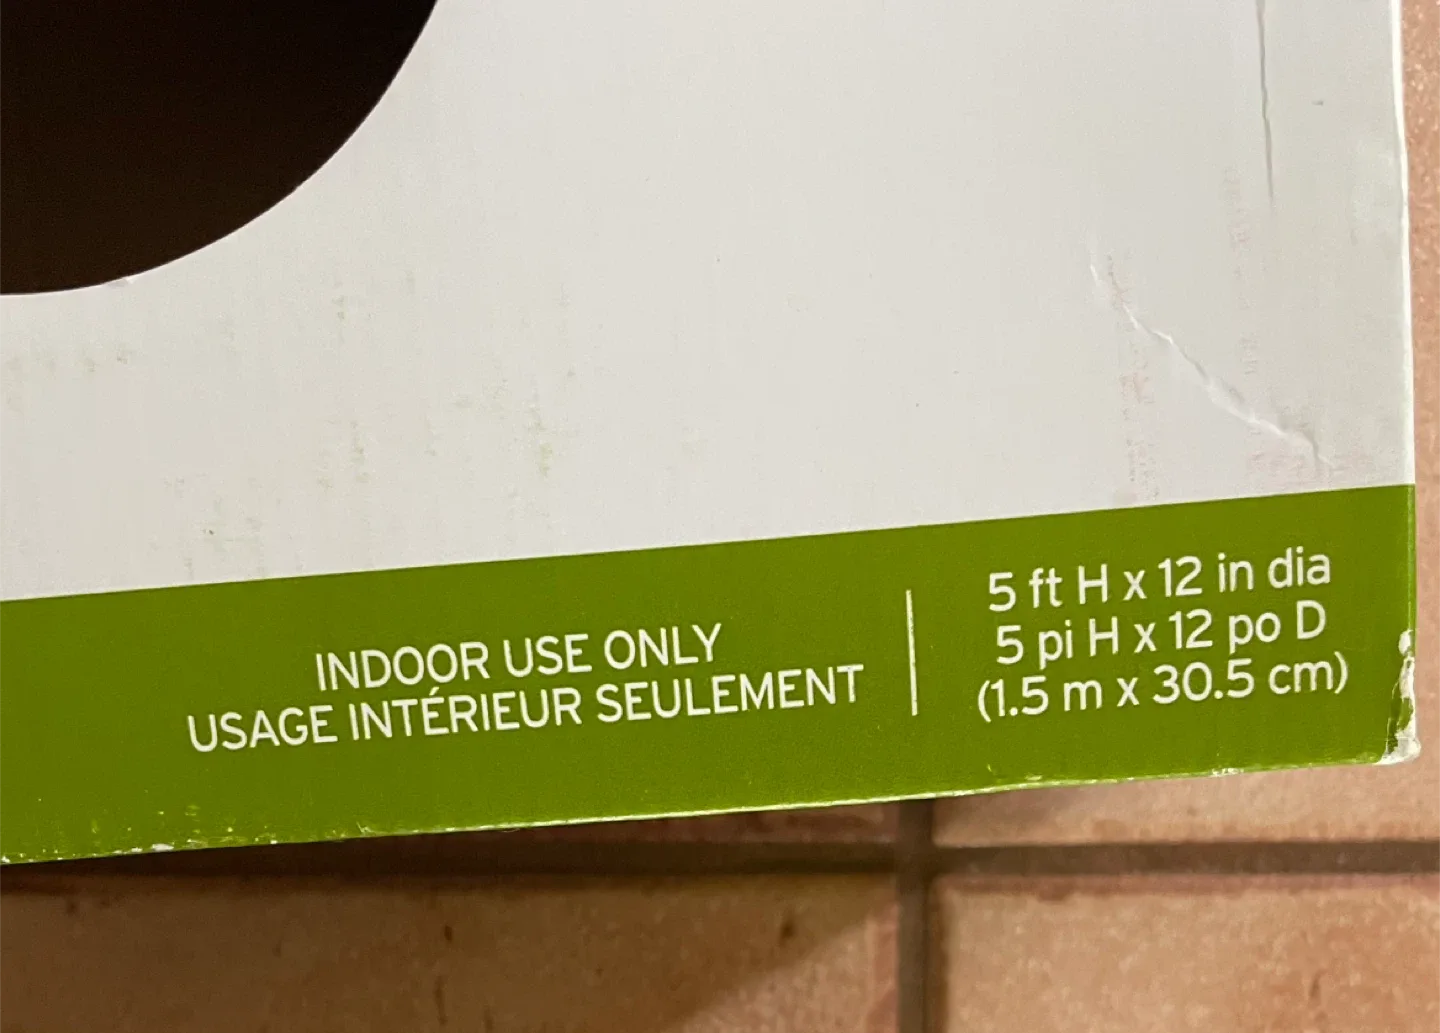 INDOOR USE ONLY
USAGE INTÉRIEUR SEULEMENT
5 ft H x 12 in dia
5 pi H x 12 po D
(1.5 m x 30.5 cm)